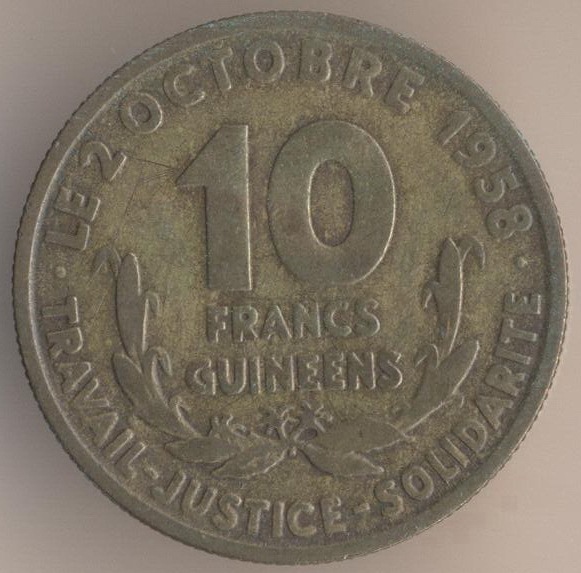 LE 2 OCTOBRE 1958
10
FRANCS
GUINEENS
TRAVAIL-JUSTICE-SOLIDARITE